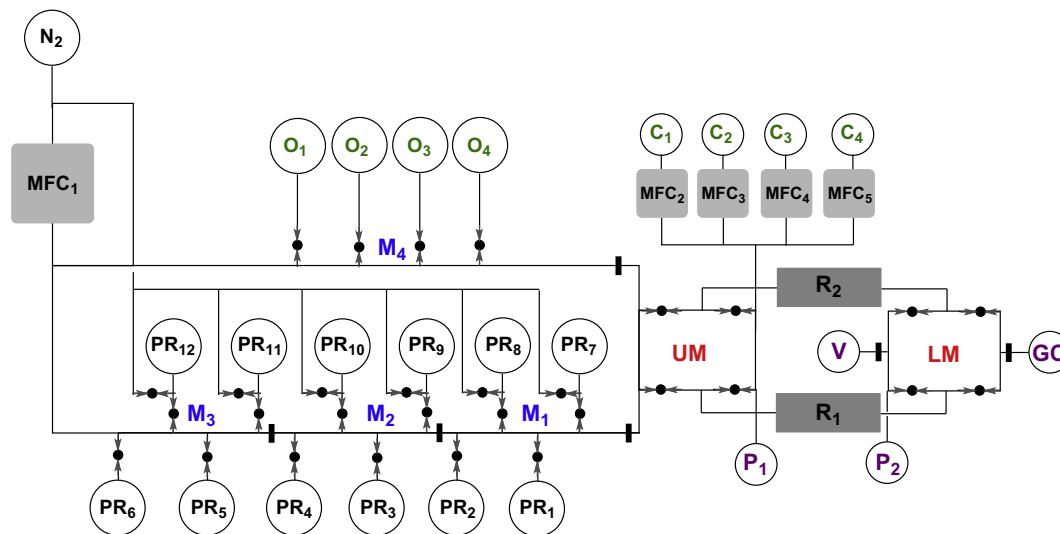 N₂
MFC₁
O₁ O₂ O₃ O₄
C₁ C₂ C₃ C₄
MFC₂ MFC₃ MFC₄ MFC₅
M₄
R₂
PR₁₂ PR₁₁ PR₁₀ PR₉ PR₈ PR₇
UM V LM GC
M₃ M₂ M₁
R₁
P₁ P₂
PR₆ PR₅ PR₄ PR₃ PR₂ PR₁